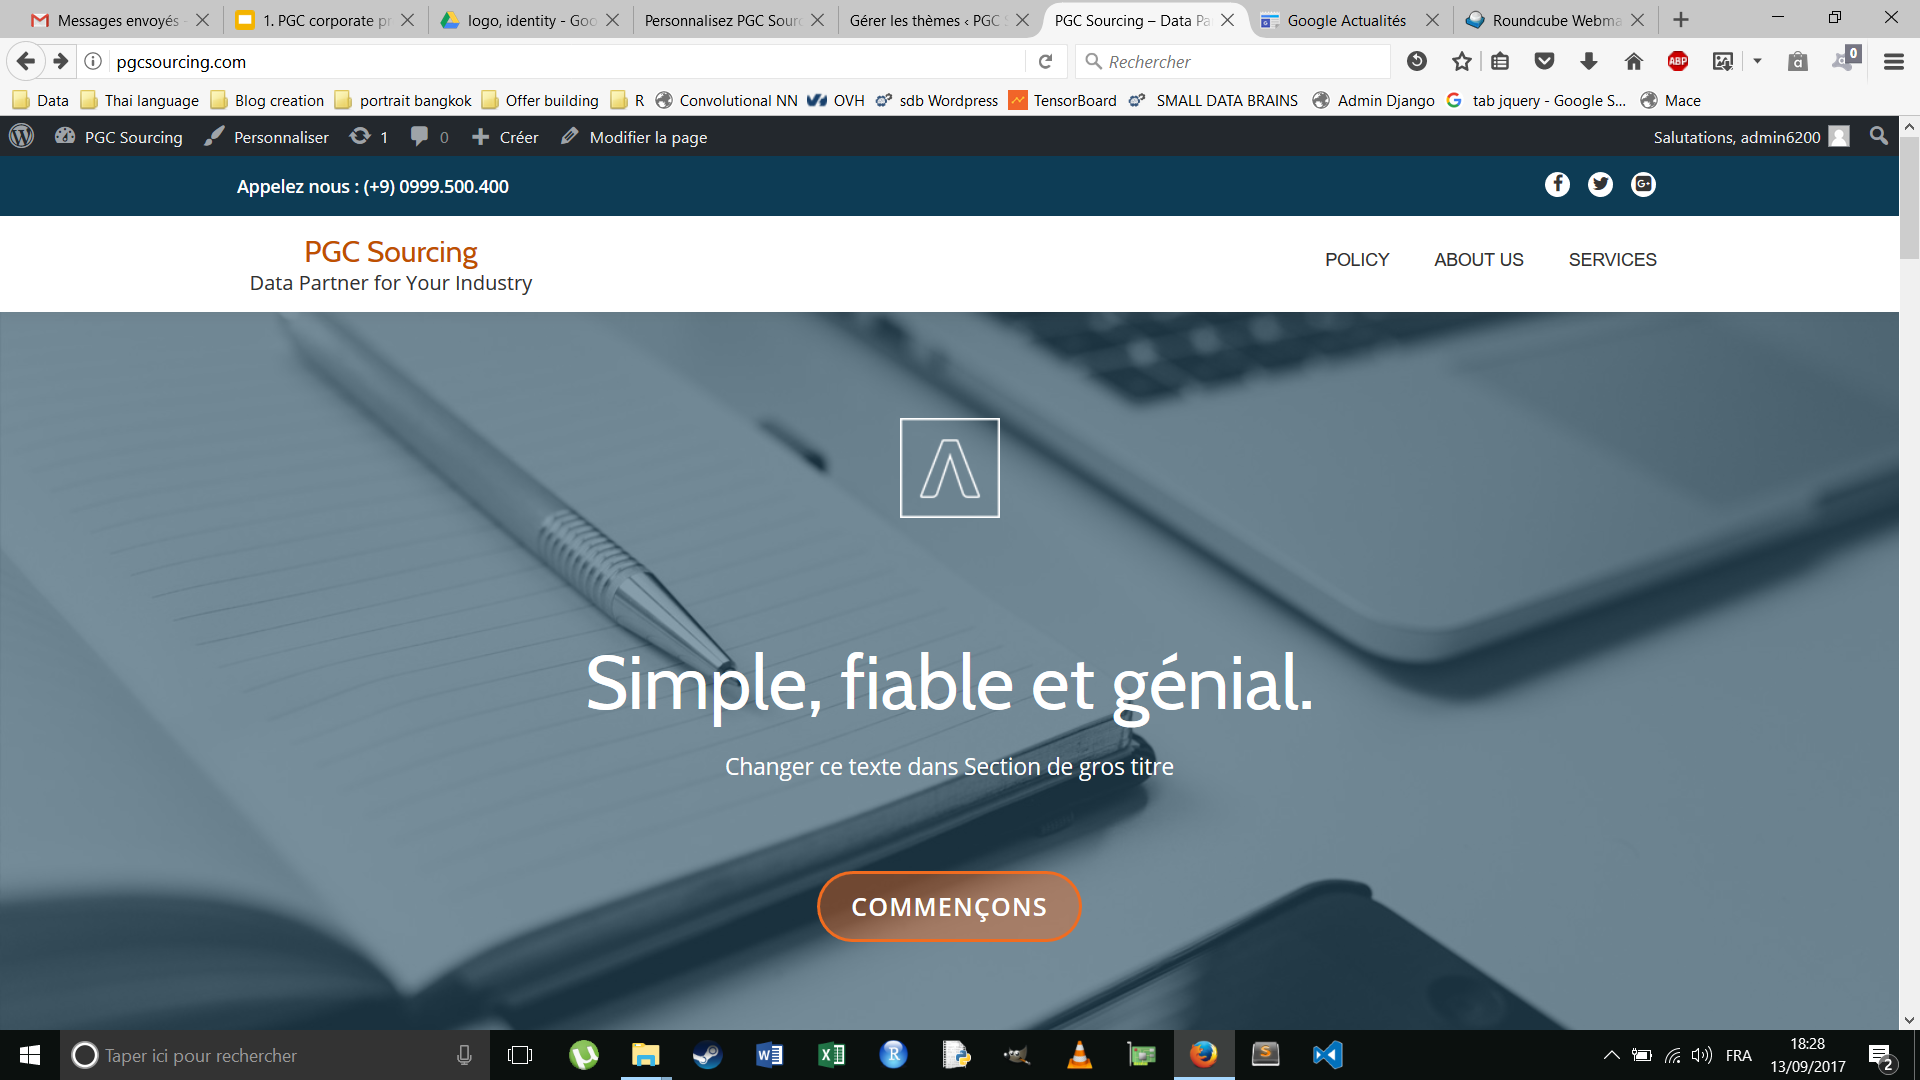 Messages envoyés -
1. PGC corporate pr
logo, identity - Goo
Personnalisez PGC Sourc
Gérer les thèmes ‹ PGC S
PGC Sourcing – Data Pa
Google Actualités
Roundcube Webma
pgcsourcing.com
Rechercher
ABP
0
Data
Thai language
Blog creation
portrait bangkok
Offer building
R
Convolutional NN
OVH
sdb Wordpress
TensorBoard
SMALL DATA BRAINS
Admin Django
tab jquery - Google S...
Mace
PGC Sourcing
Personnaliser
1
0
Créer
Modifier la page
Salutations, admin6200
Appelez nous : (+9) 0999.500.400
PGC Sourcing
Data Partner for Your Industry
POLICY
ABOUT US
SERVICES
Simple, fiable et génial.
Changer ce texte dans Section de gros titre
COMMENÇONS
Taper ici pour rechercher
FRA
18:28
13/09/2017
2